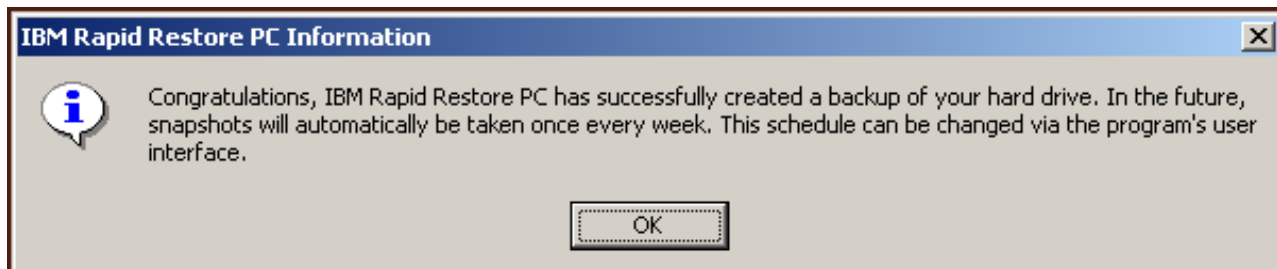 IBM Rapid Restore PC Information
Congratulations, IBM Rapid Restore PC has successfully created a backup of your hard drive. In the future,
snapshots will automatically be taken once every week. This schedule can be changed via the program's user
interface.
OK